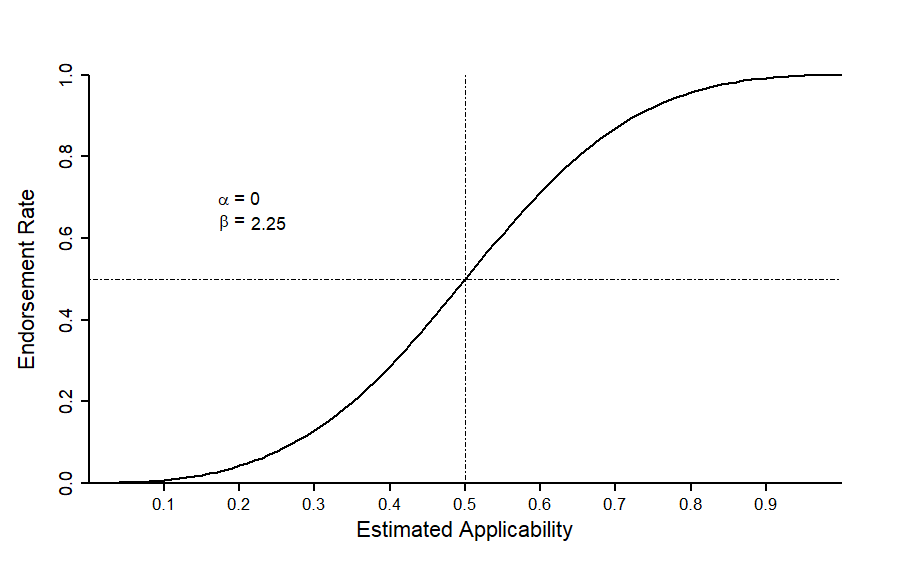 1.0
0.8
0.6
0.4
0.2
0.0
Endorsement Rate
α = 0
β = 2.25
0.1 0.2 0.3 0.4 0.5 0.6 0.7 0.8 0.9
Estimated Applicability